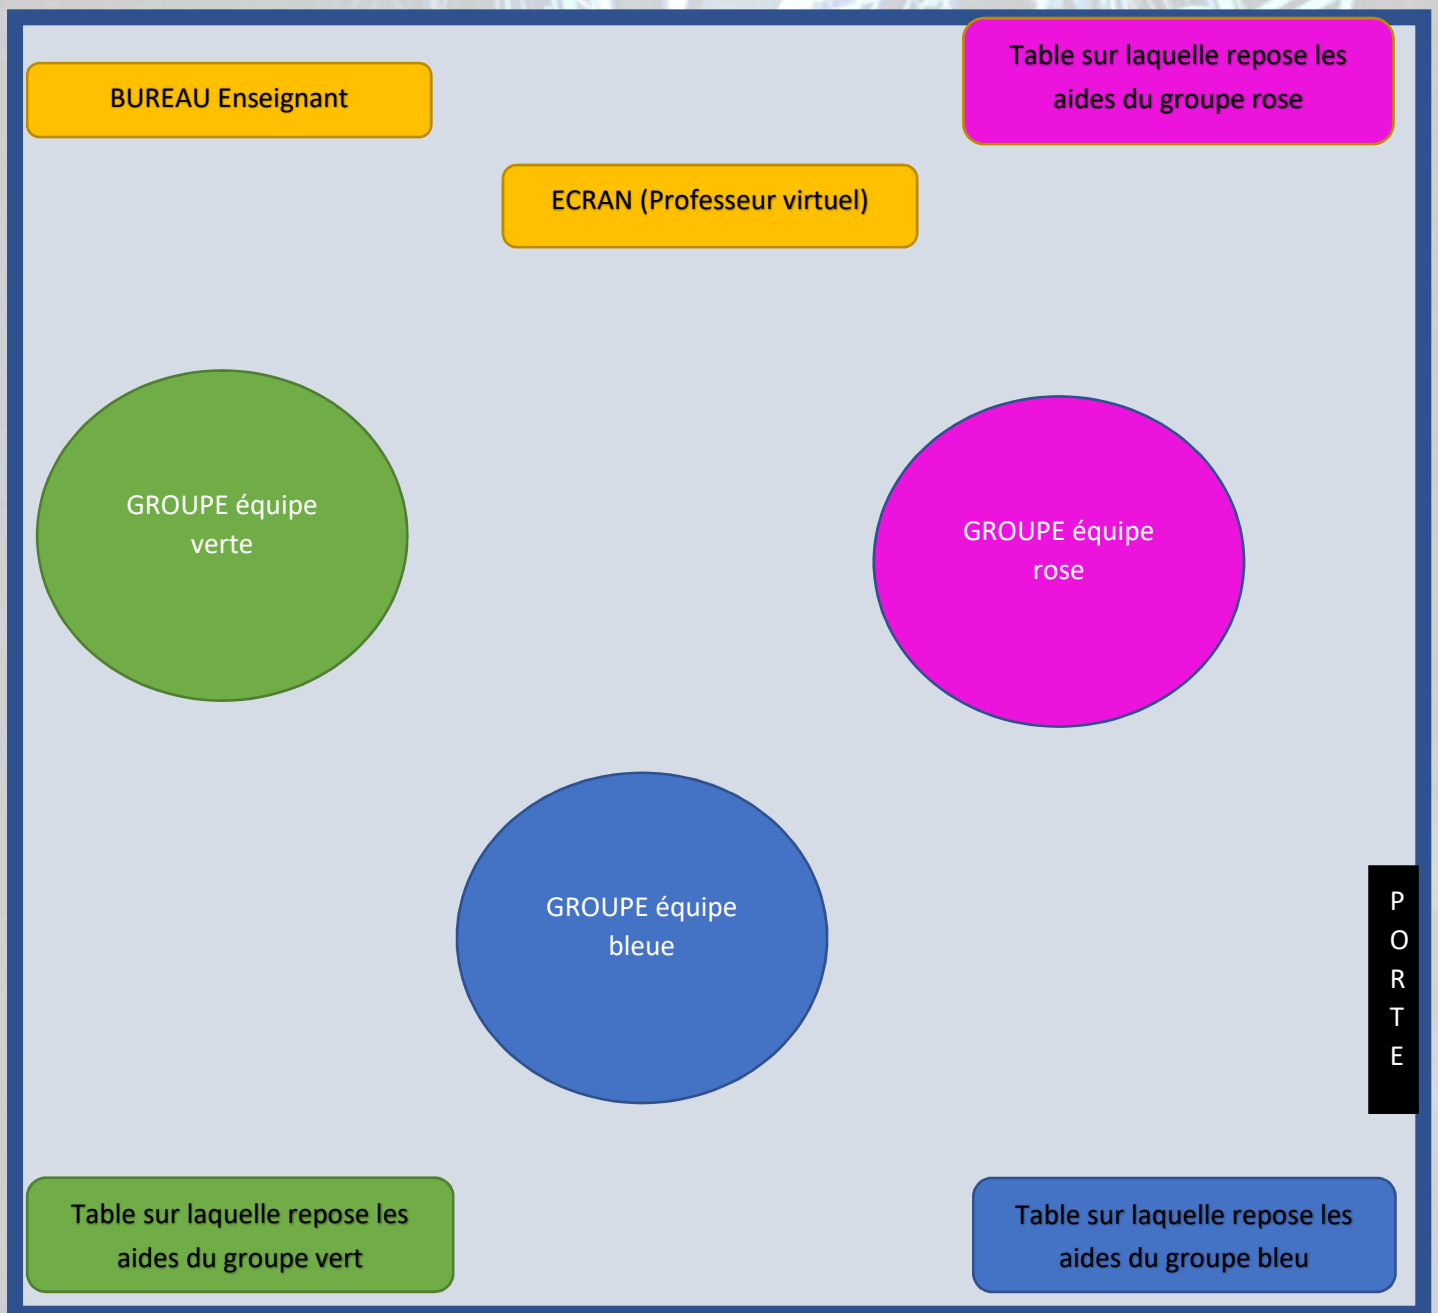 BUREAU Enseignant
Table sur laquelle repose les
aides du groupe rose
ECRAN (Professeur virtuel)
GROUPE équipe
verte
GROUPE équipe
rose
GROUPE équipe
bleue
P
O
R
T
E
Table sur laquelle repose les
aides du groupe vert
Table sur laquelle repose les
aides du groupe bleu